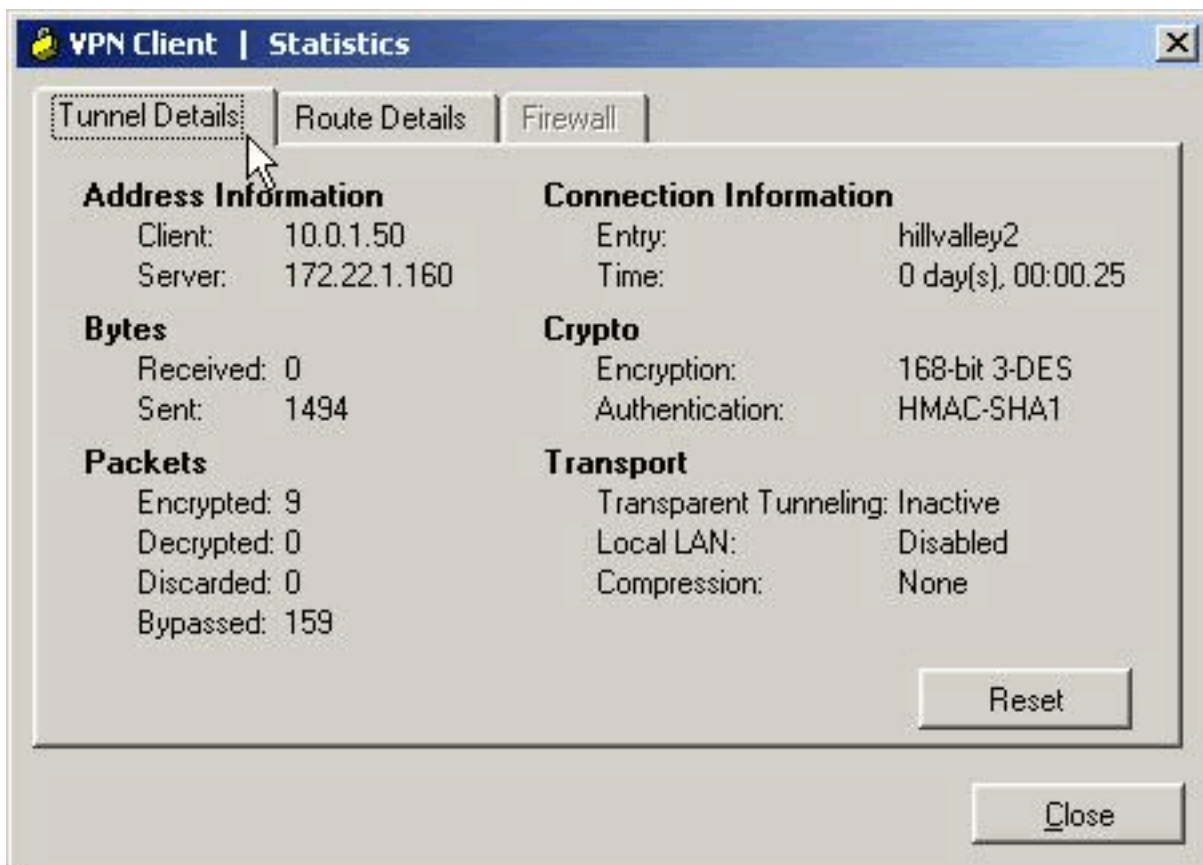 VPN Client | Statistics
Tunnel Details Route Details Firewall
Address Information
Client: 10.0.1.50
Server: 172.22.1.160
Bytes
Received: 0
Sent: 1494
Packets
Encrypted: 9
Decrypted: 0
Discarded: 0
Bypassed: 159
Connection Information
Entry: hillvalley2
Time: 0 day(s), 00:00.25
Crypto
Encryption: 168-bit 3-DES
Authentication: HMAC-SHA1
Transport
Transparent Tunneling: Inactive
Local LAN: Disabled
Compression: None
Reset
Close